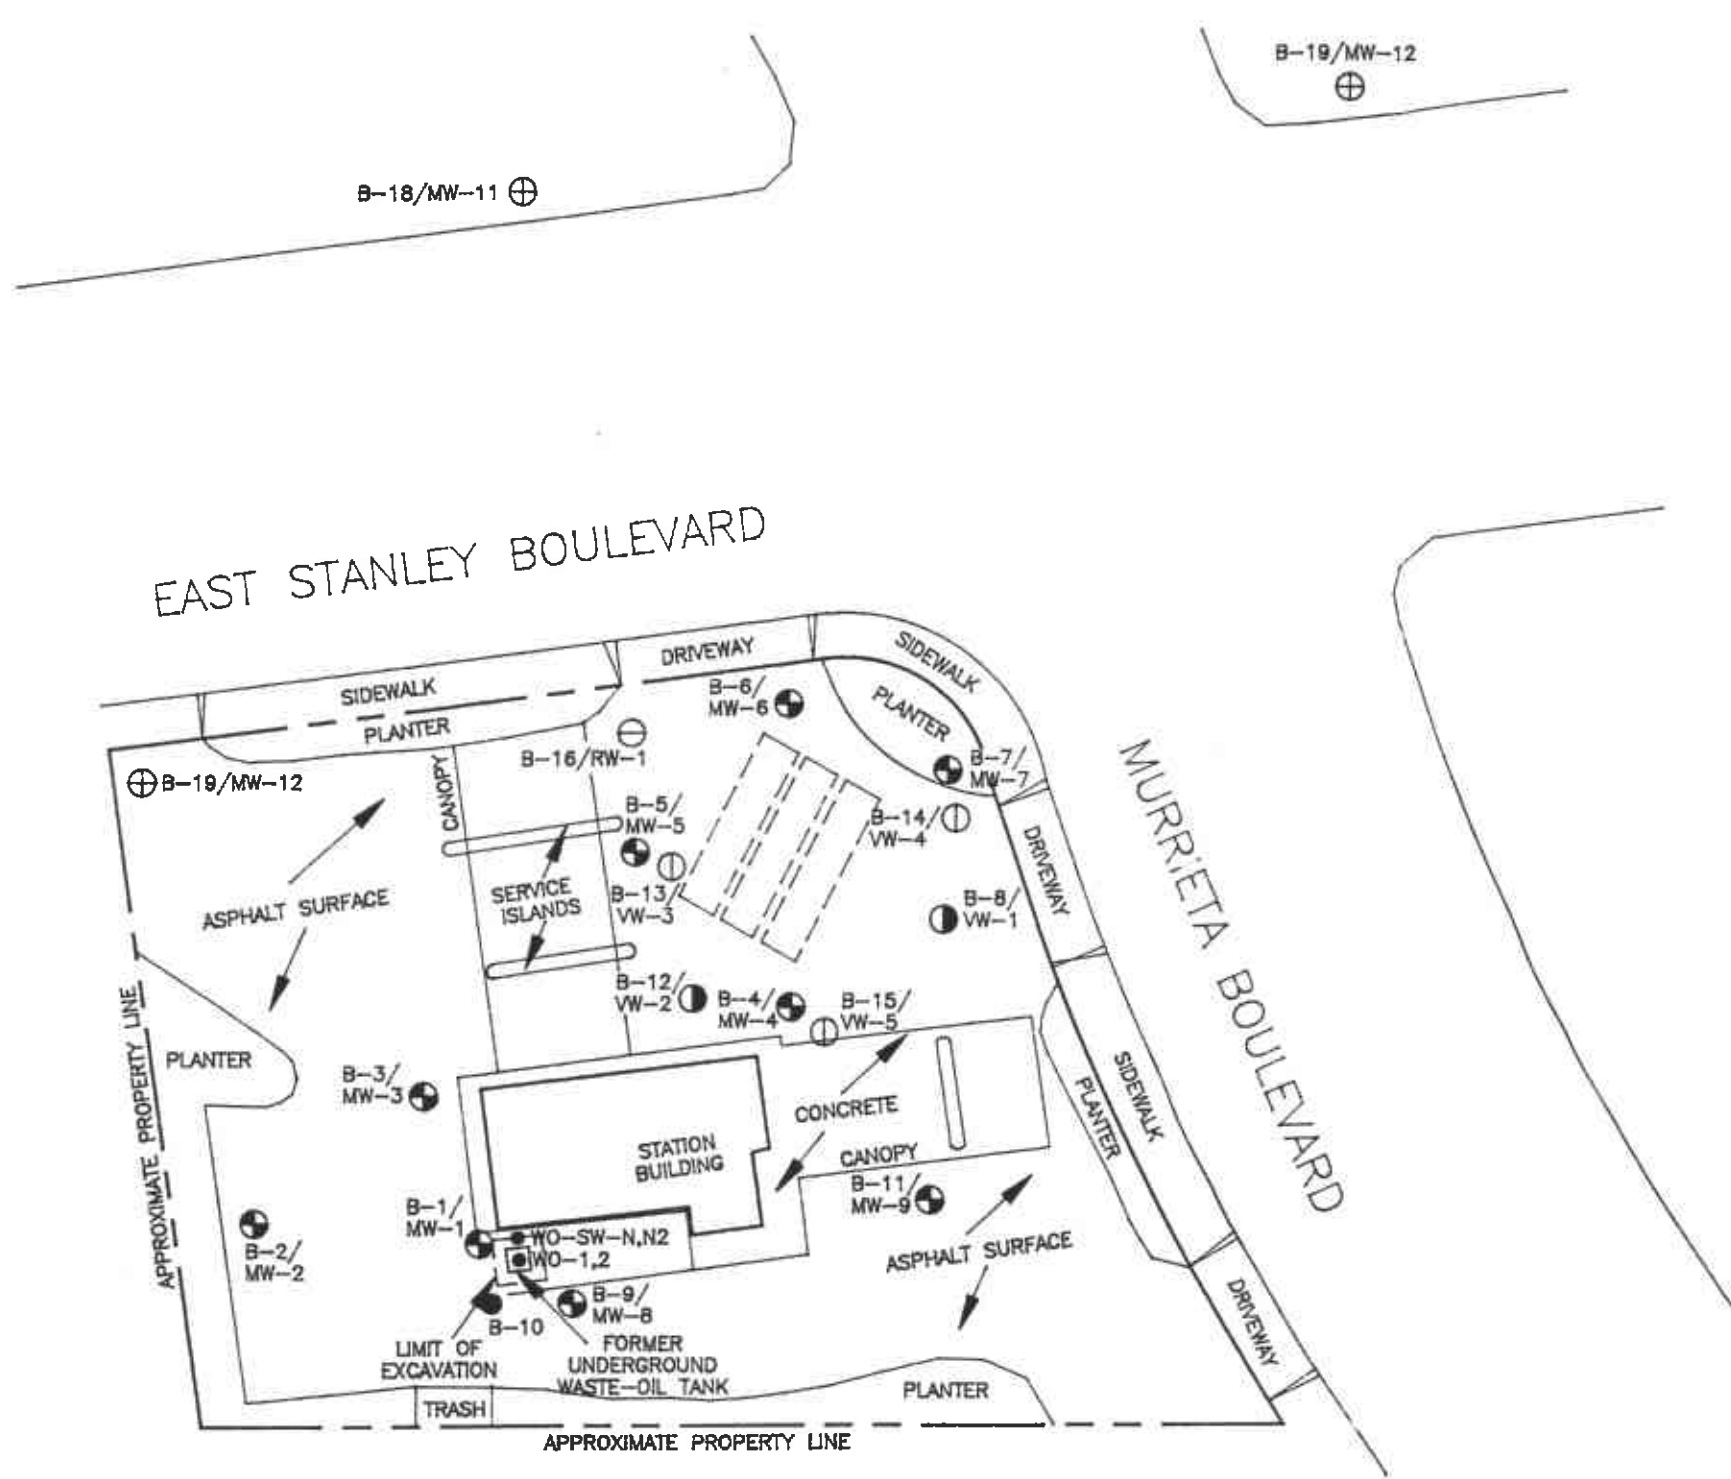 B-19/MW-12
B-18/MW-11
EAST STANLEY BOULEVARD
DRIVEWAY
SIDEWALK
SIDEWALK
PLANTER
B-6/
MW-6
PLANTER
B-16/RW-1
B-7/
MW-7
MURRIETA BOULEVARD
B-19/MW-12
CANOPY
B-5/
MW-5
B-14/
VW-4
DRIVEWAY
ASPHALT SURFACE
SERVICE
ISLANDS
B-13/
VW-3
B-8/
VW-1
B-12/
VW-2
B-4/
MW-4
B-15/
VW-5
APPROXIMATE PROPERTY LINE
PLANTER
B-3/
MW-3
CONCRETE
SIDEWALK
PLANTER
STATION
BUILDING
CANOPY
B-11/
MW-9
B-1/
MW-1
WO-SW-N,N2
WO-1,2
B-2/
MW-2
ASPHALT SURFACE
B-9/
MW-8
B-10
DRIVEWAY
LIMIT OF
EXCAVATION
FORMER
UNDERGROUND
WASTE-OIL TANK
PLANTER
TRASH
APPROXIMATE PROPERTY LINE